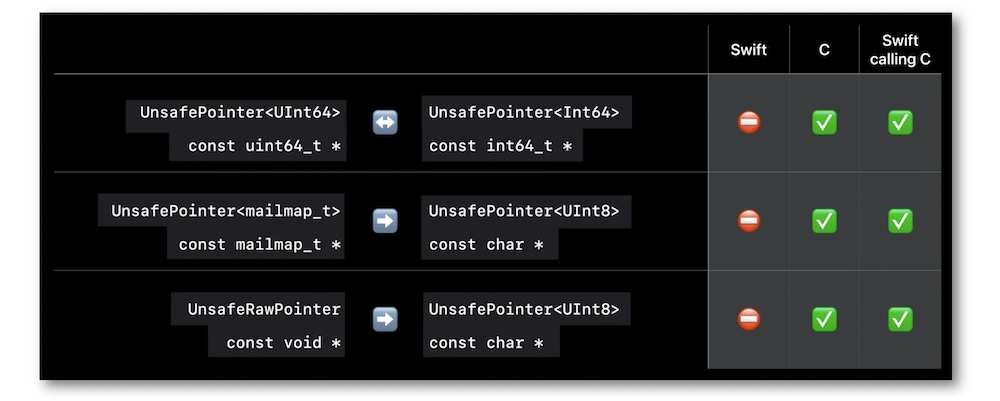 Swift
C
Swift
calling C
UnsafePointer<UInt64>
const uint64_t *
UnsafePointer<Int64>
const int64_t *
UnsafePointer<mailmap_t>
const mailmap_t *
UnsafePointer<UInt8>
const char *
UnsafeRawPointer
const void *
UnsafePointer<UInt8>
const char *